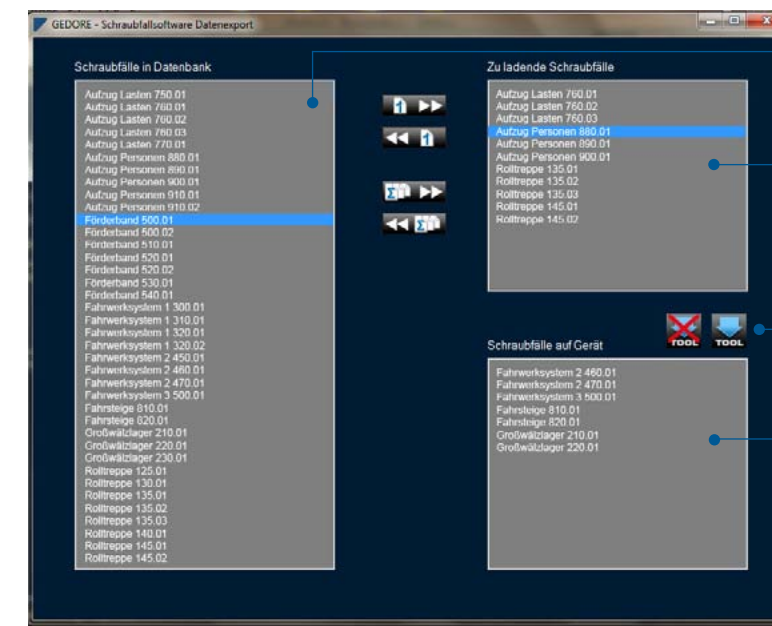 GEDORE - Schraubfallsoftware Datenexport
Schraubfälle in Datenbank
Aufzug Lasten 750.01
Aufzug Lasten 760.01
Aufzug Lasten 760.02
Aufzug Lasten 760.03
Aufzug Lasten 770.01
Aufzug Personen 880.01
Aufzug Personen 890.01
Aufzug Personen 900.01
Aufzug Personen 910.01
Aufzug Personen 910.02
Förderband 500.01
Förderband 500.02
Förderband 510.01
Förderband 520.01
Förderband 520.02
Förderband 530.01
Förderband 540.01
Fahrwerksystem 1 300.01
Fahrwerksystem 1 310.01
Fahrwerksystem 1 320.01
Fahrwerksystem 1 320.02
Fahrwerksystem 2 450.01
Fahrwerksystem 2 460.01
Fahrwerksystem 2 470.01
Fahrwerksystem 3 500.01
Fahrsteige 810.01
Fahrsteige 820.01
Großwälzlager 210.01
Großwälzlager 220.01
Großwälzlager 230.01
Rolltreppe 125.01
Rolltreppe 130.01
Rolltreppe 135.01
Rolltreppe 135.02
Rolltreppe 135.03
Rolltreppe 140.01
Rolltreppe 145.01
Rolltreppe 145.02
1
1
Σ
Σ
Zu ladende Schraubfälle
Aufzug Lasten 760.01
Aufzug Lasten 760.02
Aufzug Lasten 760.03
Aufzug Personen 880.01
Aufzug Personen 890.01
Aufzug Personen 900.01
Rolltreppe 135.01
Rolltreppe 135.02
Rolltreppe 135.03
Rolltreppe 145.01
Rolltreppe 145.02
TOOL TOOL
Schraubfälle auf Gerät
Fahrwerksystem 2 460.01
Fahrwerksystem 2 470.01
Fahrwerksystem 3 500.01
Fahrsteige 810.01
Fahrsteige 820.01
Großwälzlager 210.01
Großwälzlager 220.01